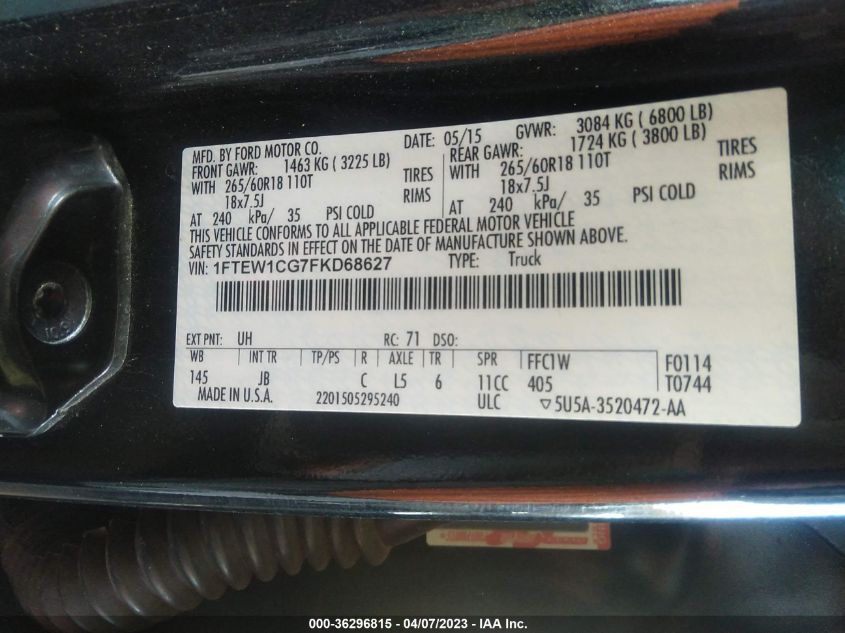 MFD. BY FORD MOTOR CO. DATE: 05/15 GVWR: 3084 KG ( 6800 LB)
FRONT GAWR: 1463 KG ( 3225 LB) REAR GAWR: 1724 KG ( 3800 LB)
WITH 265/60R18 110T TIRES WITH 265/60R18 110T TIRES
18x7.5J RIMS 18x7.5J RIMS
AT 240 kPa/ 35 PSI COLD AT 240 kPa/ 35 PSI COLD
THIS VEHICLE CONFORMS TO ALL APPLICABLE FEDERAL MOTOR VEHICLE
SAFETY STANDARDS IN EFFECT ON THE DATE OF MANUFACTURE SHOWN ABOVE.
VIN: 1FTEW1CG7FKD68627 TYPE: Truck
EXT PNT: UH RC: 71 DSO:
WB INT TR TP/PS R AXLE TR SPR FFC1W F0114
145 JB C L5 6 11CC 405 T0744
MADE IN U.S.A. 2201505295240 ULC ▽5U5A-3520472-AA
000-36296815 - 04/07/2023 - IAA Inc.